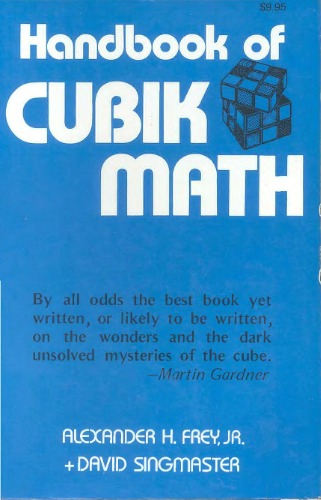 $9.95
Handbook of
CUBIK
MATH
By all odds the best book yet
written, or likely to be written,
on the wonders and the dark
unsolved mysteries of the cube.
—Martin Gardner
ALEXANDER H. FREY, JR.
+ DAVID SINGMASTER